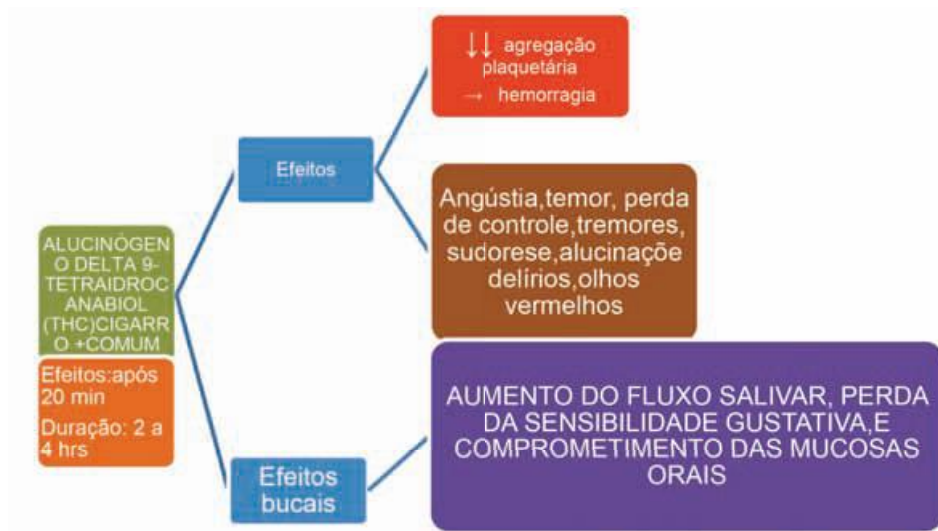 ↓↓ agregação
plaquetária
→ hemorragia
Efeitos
Angústia,temor, perda
de controle,tremores,
sudorese,alucinaçõe
delírios,olhos
vermelhos
ALUCINÓGEN
O DELTA 9-
TETRAIDROC
ANABIOL
(THC)CIGARR
O +COMUM
Efeitos:após
20 min
Duração: 2 a
4 hrs
Efeitos
bucais
AUMENTO DO FLUXO SALIVAR, PERDA
DA SENSIBILIDADE GUSTATIVA,E
COMPROMETIMENTO DAS MUCOSAS
ORAIS